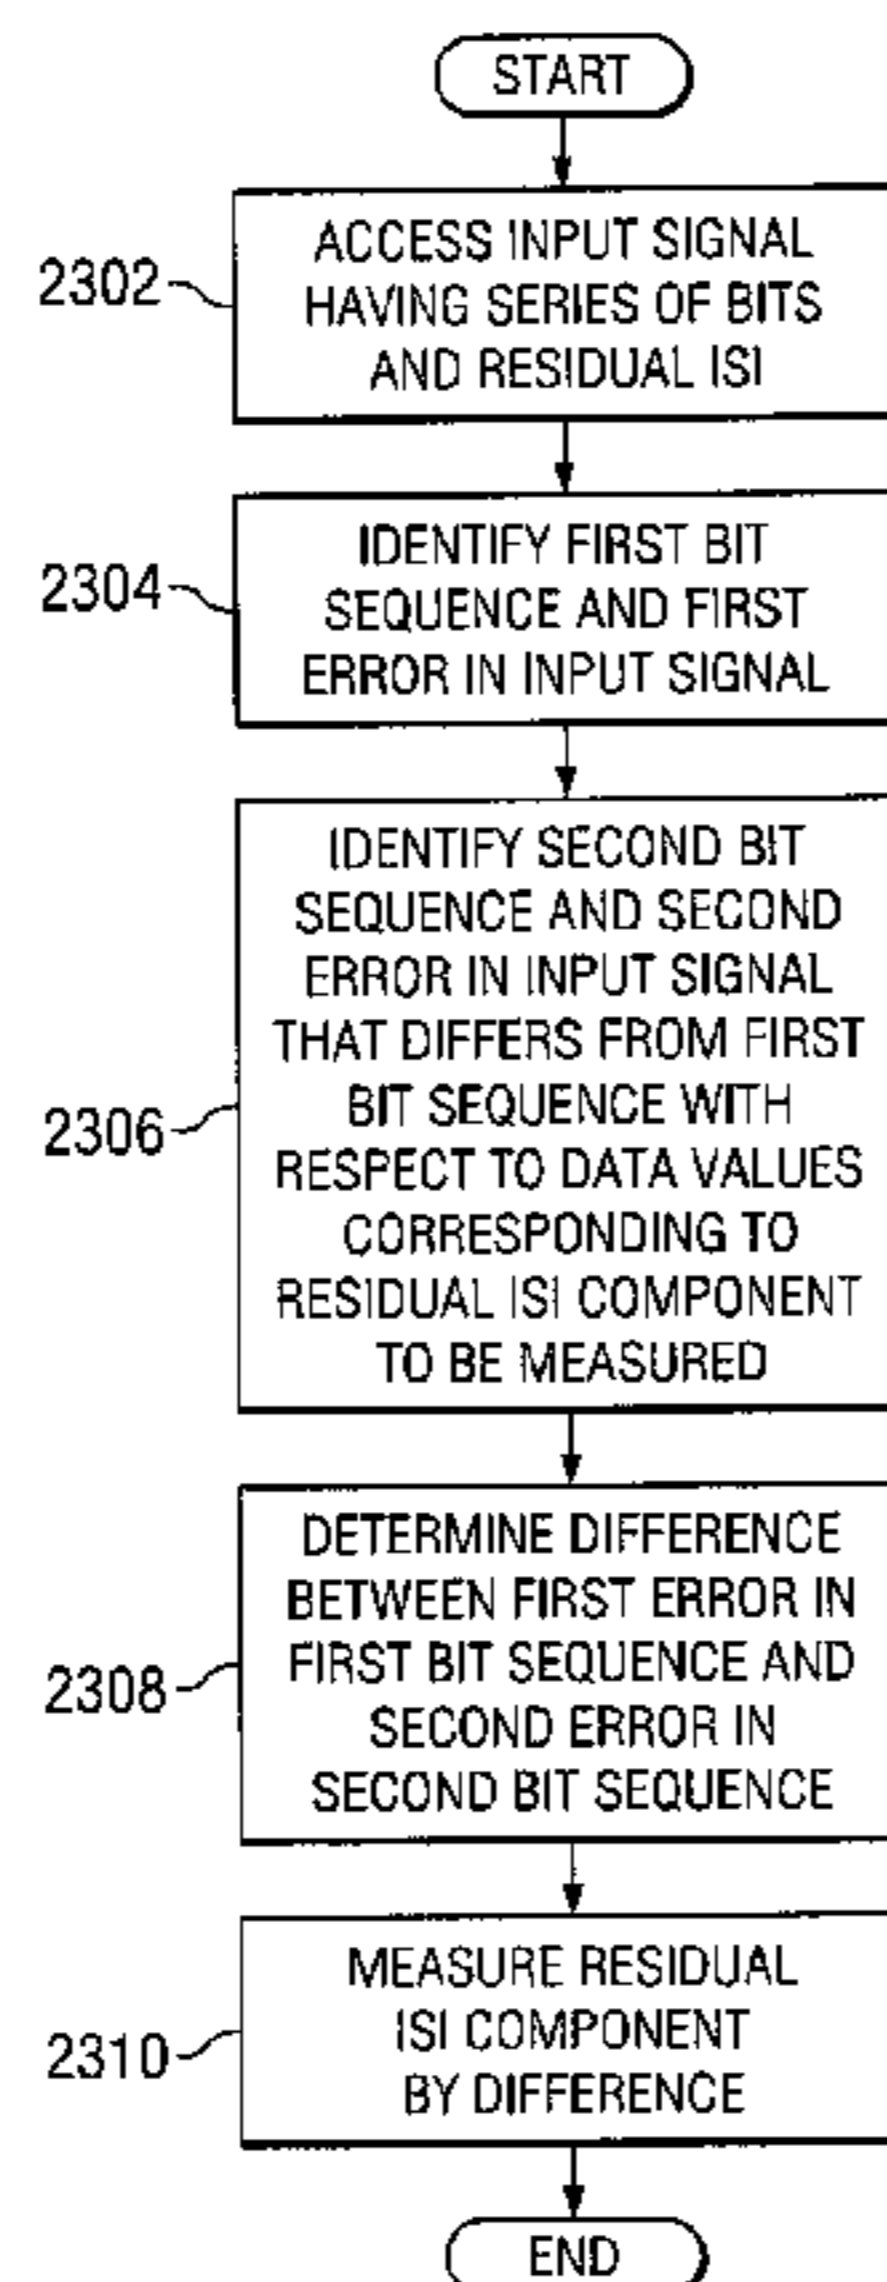 START
2302
ACCESS INPUT SIGNAL
HAVING SERIES OF BITS
AND RESIDUAL ISI
2304
IDENTIFY FIRST BIT
SEQUENCE AND FIRST
ERROR IN INPUT SIGNAL
2306
IDENTIFY SECOND BIT
SEQUENCE AND SECOND
ERROR IN INPUT SIGNAL
THAT DIFFERS FROM FIRST
BIT SEQUENCE WITH
RESPECT TO DATA VALUES
CORRESPONDING TO
RESIDUAL ISI COMPONENT
TO BE MEASURED
2308
DETERMINE DIFFERENCE
BETWEEN FIRST ERROR IN
FIRST BIT SEQUENCE AND
SECOND ERROR IN
SECOND BIT SEQUENCE
2310
MEASURE RESIDUAL
ISI COMPONENT
BY DIFFERENCE
END